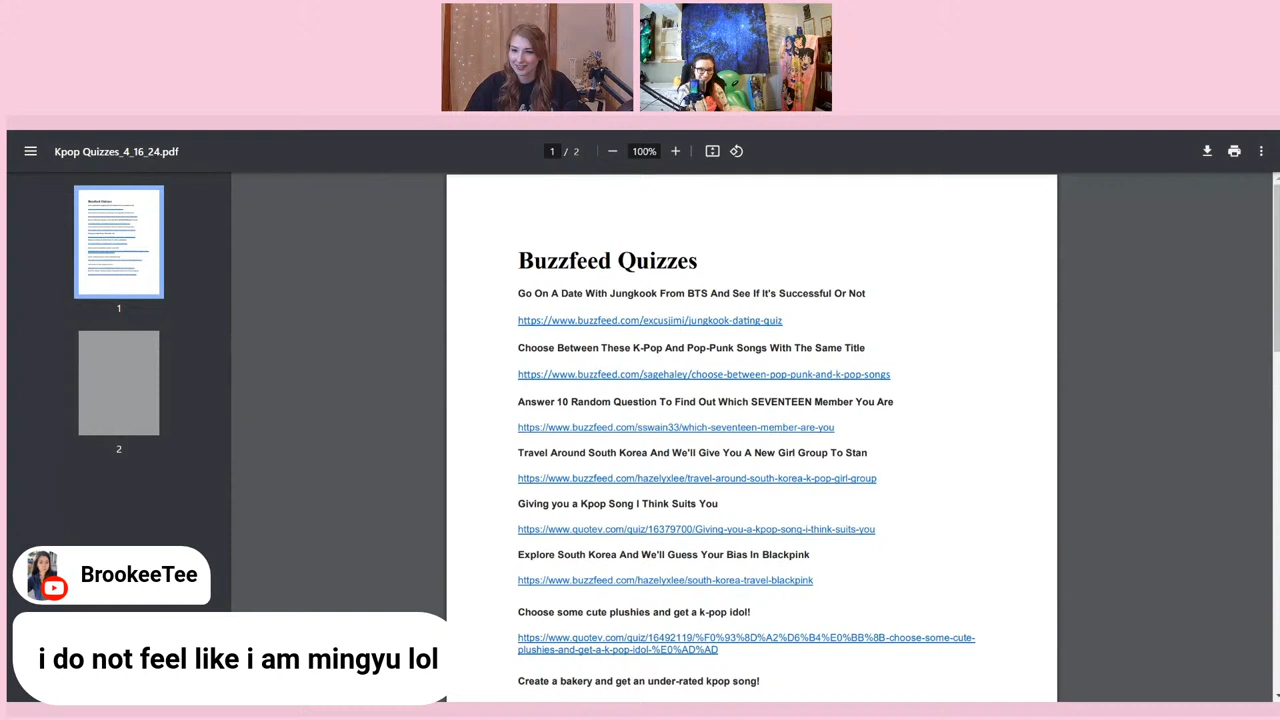 Kpop Quizzes_4_16_24.pdf
1 / 2
100%
Buzzfeed Quizzes
Go On A Date With Jungkook From BTS And See If It's Successful Or Not
https://www.buzzfeed.com/excusjimi/jungkook-dating-quiz
Choose Between These K-Pop And Pop-Punk Songs With The Same Title
https://www.buzzfeed.com/sagehaley/choose-between-pop-punk-and-k-pop-songs
Answer 10 Random Question To Find Out Which SEVENTEEN Member You Are
https://www.buzzfeed.com/sswain33/which-seventeen-member-are-you
Travel Around South Korea And We'll Give You A New Girl Group To Stan
https://www.buzzfeed.com/hazelyxlee/travel-around-south-korea-k-pop-girl-group
Giving you a Kpop Song I Think Suits You
https://www.quotev.com/quiz/16379700/Giving-you-a-kpop-song-i-think-suits-you
Explore South Korea And We'll Guess Your Bias In Blackpink
https://www.buzzfeed.com/hazelyxlee/south-korea-travel-blackpink
Choose some cute plushies and get a k-pop idol!
https://www.quotev.com/quiz/16492119/%F0%93%8D%A2%D6%B4%E0%BB%8B-choose-some-cute-
plushies-and-get-a-k-pop-idol-%E0%AD%AD
Create a bakery and get an under-rated kpop song!
1
2
BrookeeTee
i do not feel like i am mingyu lol